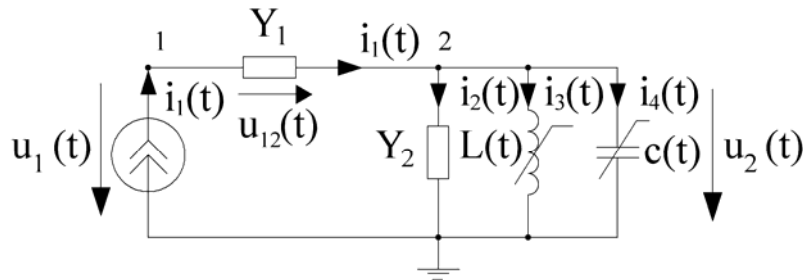 1 Y₁ i₁(t) 2
u₁(t) i₁(t) u₁₂(t) i₂(t) i₃(t) i₄(t)
Y₂ L(t) c(t) u₂(t)